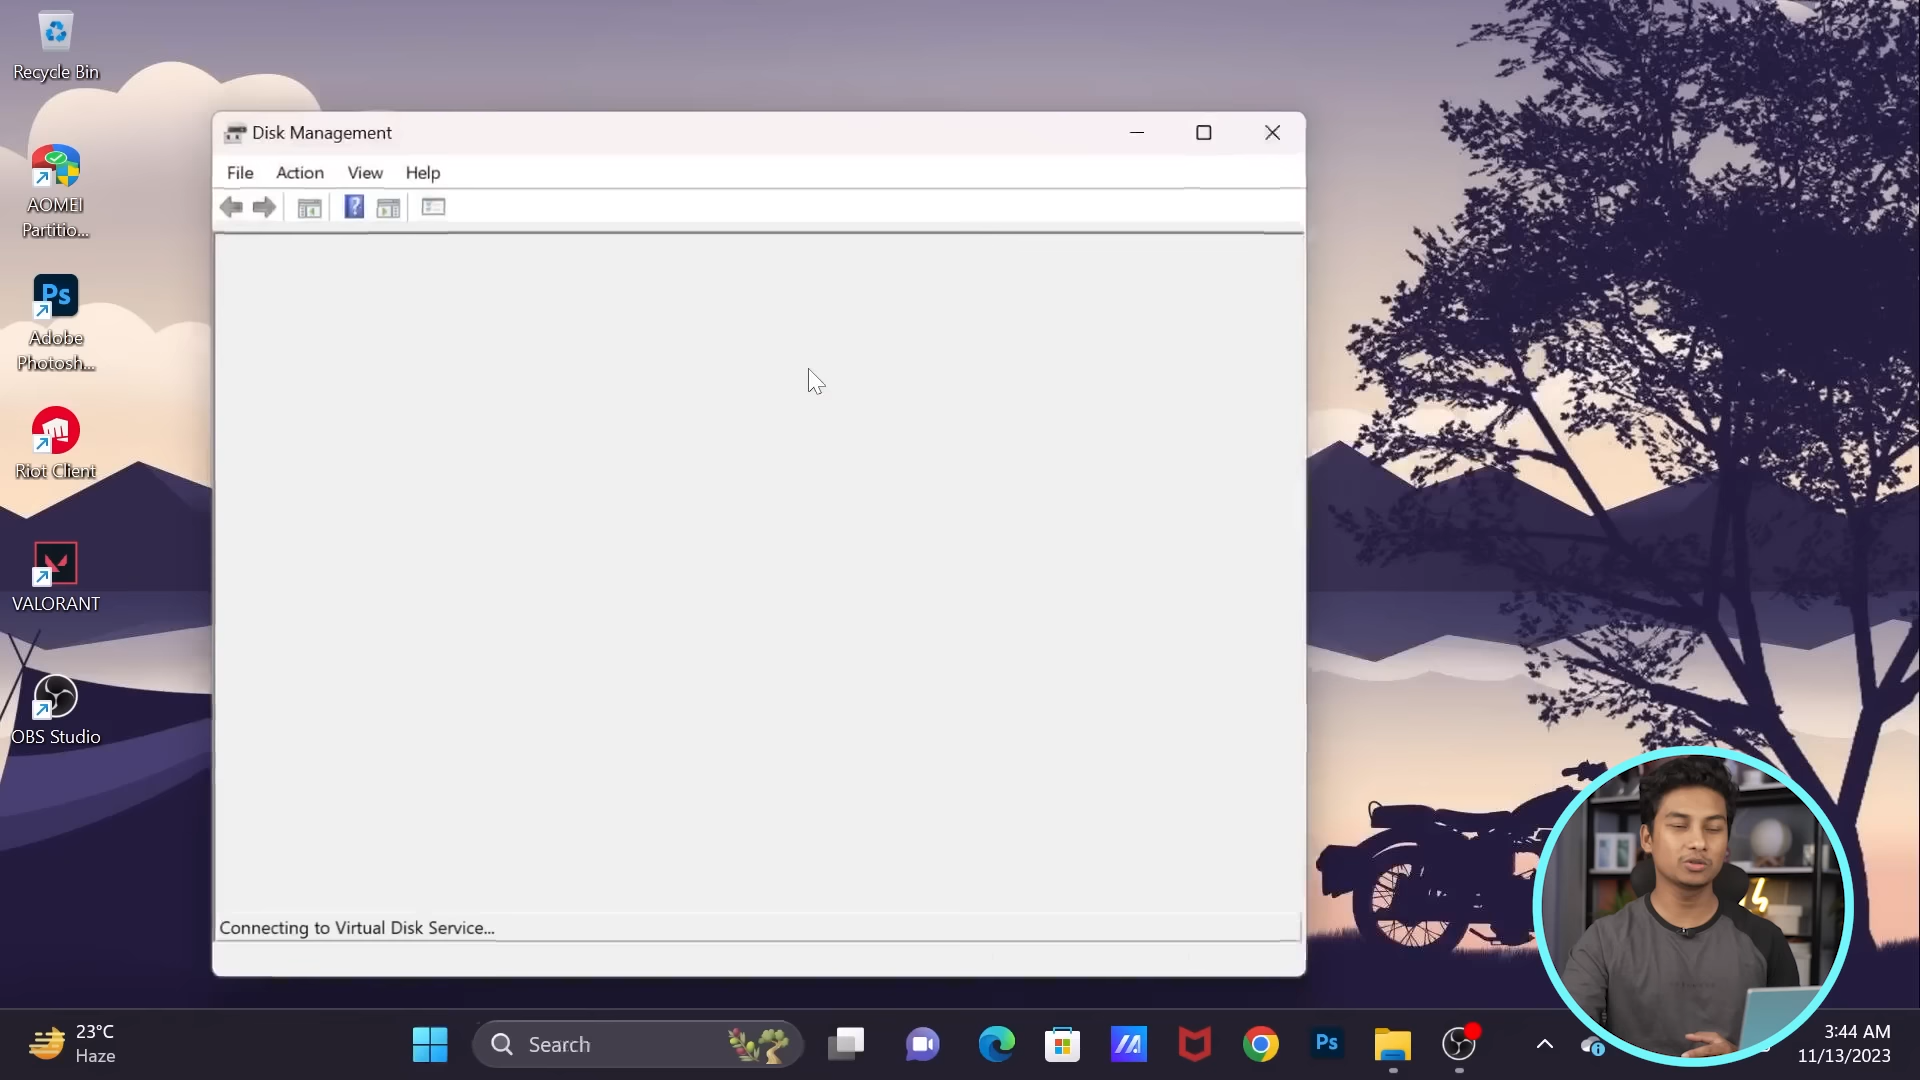 Recycle Bin
AOMEI
Partitio...
Ps
Adobe
Photosh...
Riot Client
VALORANT
OBS Studio
Disk Management
File Action View Help
?
Connecting to Virtual Disk Service...
23°C
Haze
Search
Ps
3:44 AM
11/13/2023